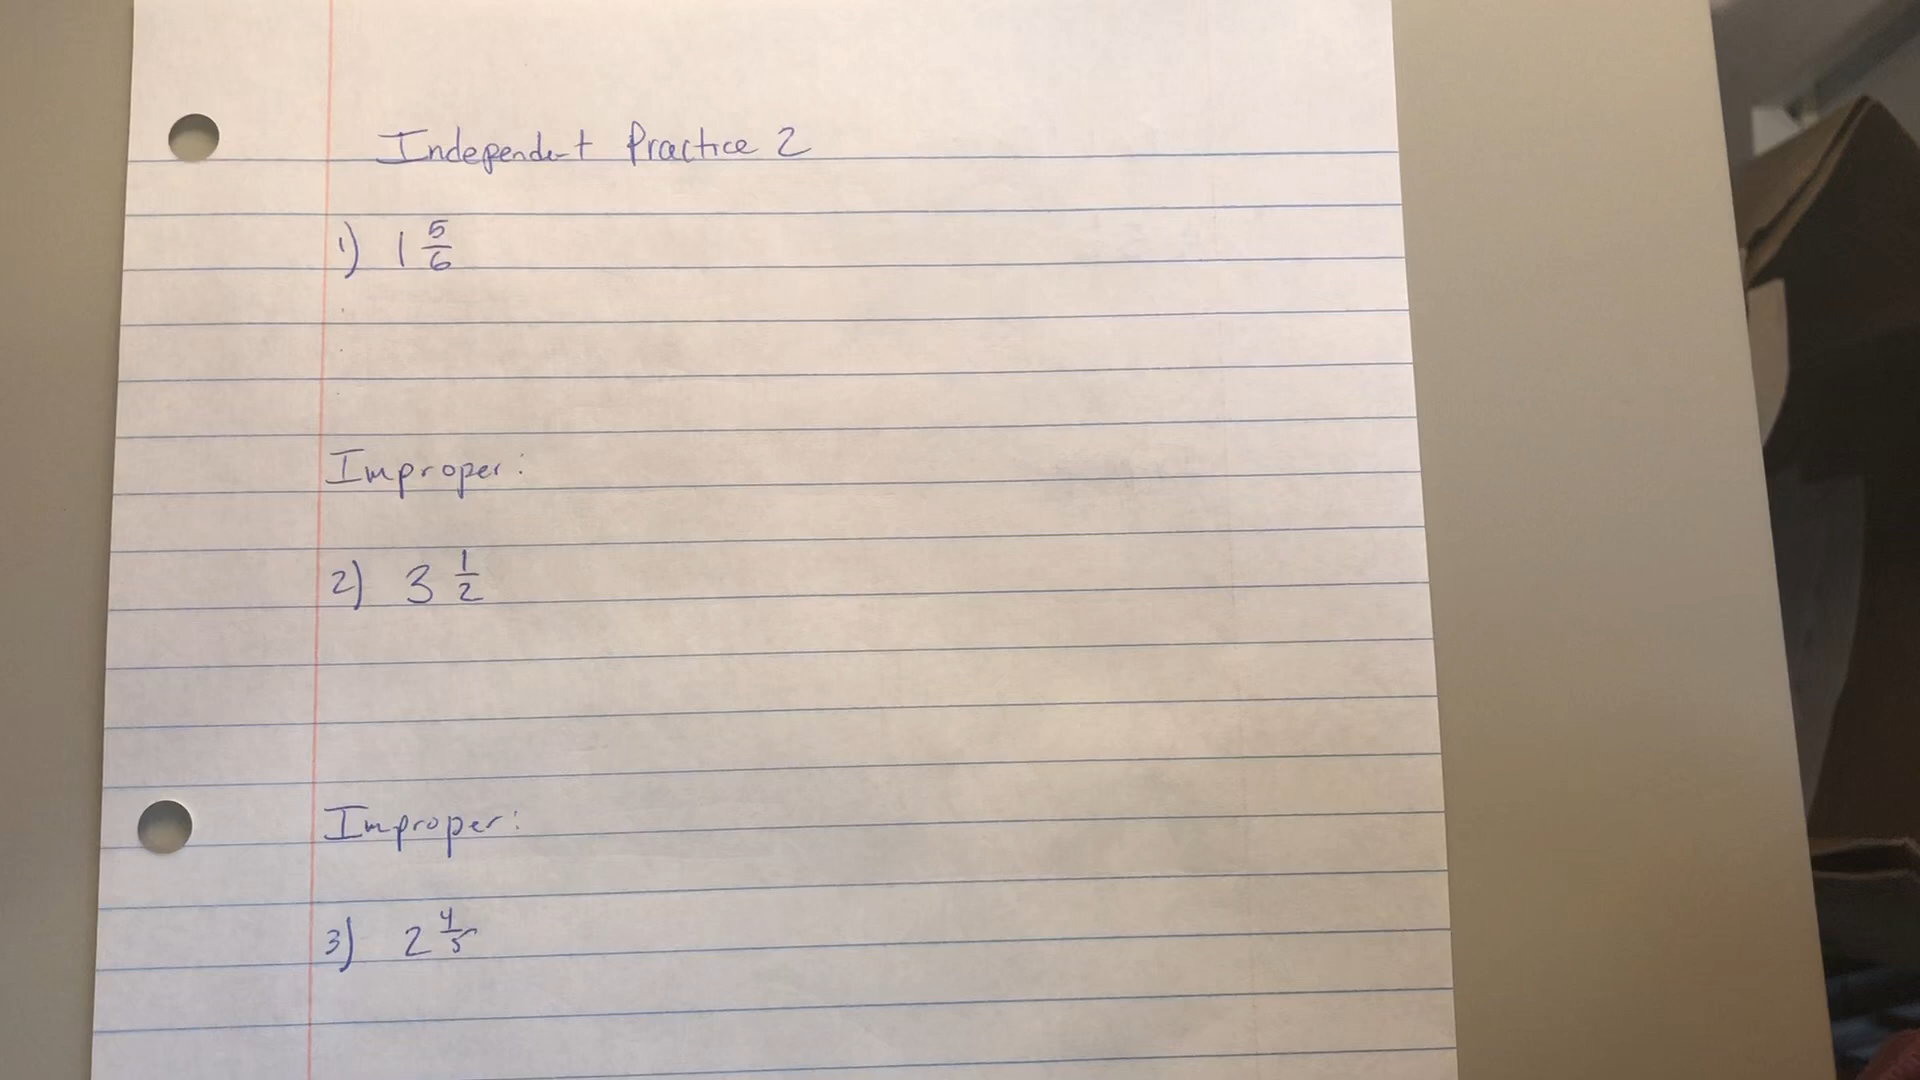 Independent Practice 2
1) 1 5/6
Improper:
2) 3 1/2
Improper:
3) 2 4/5